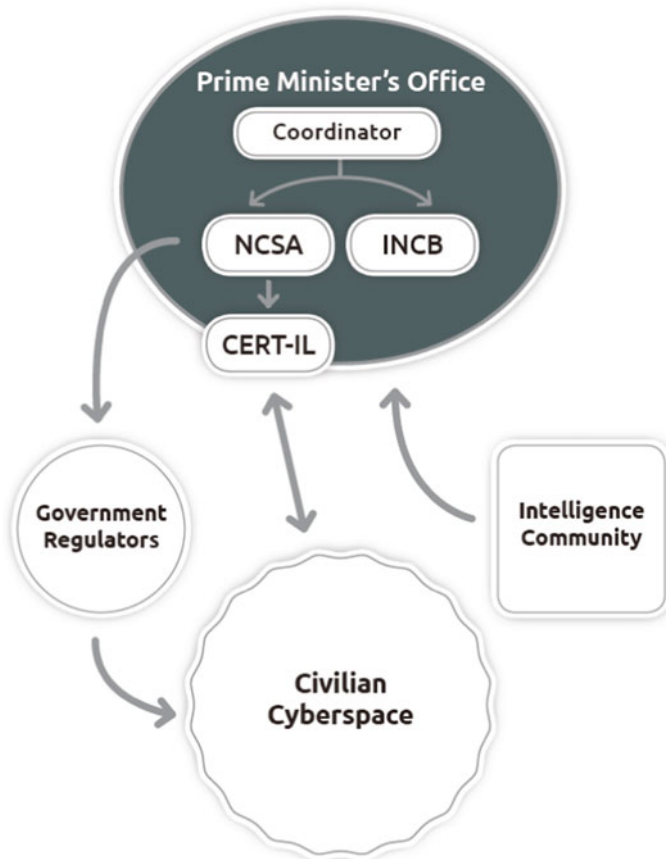 Prime Minister's Office
Coordinator
NCSA
INCB
CERT-IL
Government
Regulators
Intelligence
Community
Civilian
Cyberspace